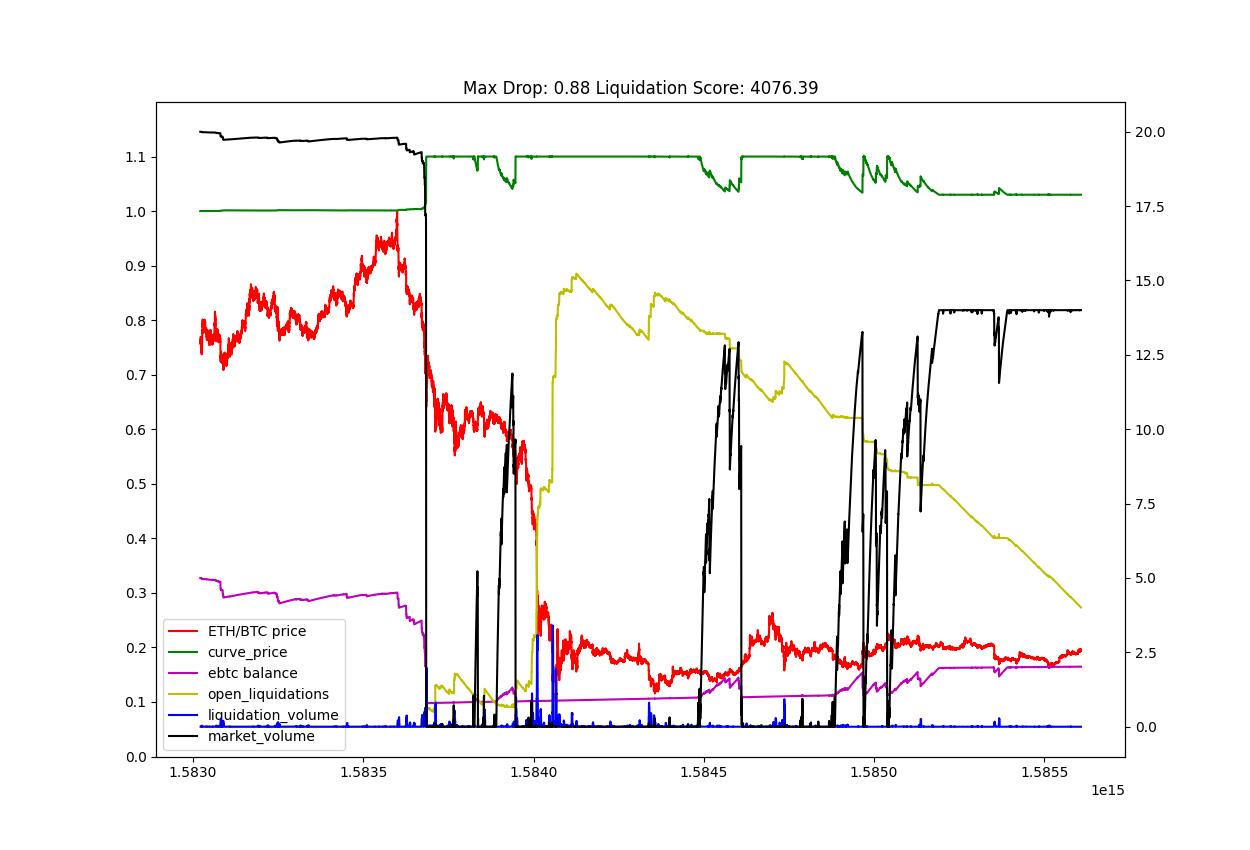 Max Drop: 0.88 Liquidation Score: 4076.39
1.1
1.0
0.9
0.8
0.7
0.6
0.5
0.4
0.3
0.2
0.1
0.0
20.0
17.5
15.0
12.5
10.0
7.5
5.0
2.5
0.0
ETH/BTC price
curve_price
ebtc balance
open_liquidations
liquidation_volume
market_volume
1.5830 1.5835 1.5840 1.5845 1.5850 1.5855
1e15